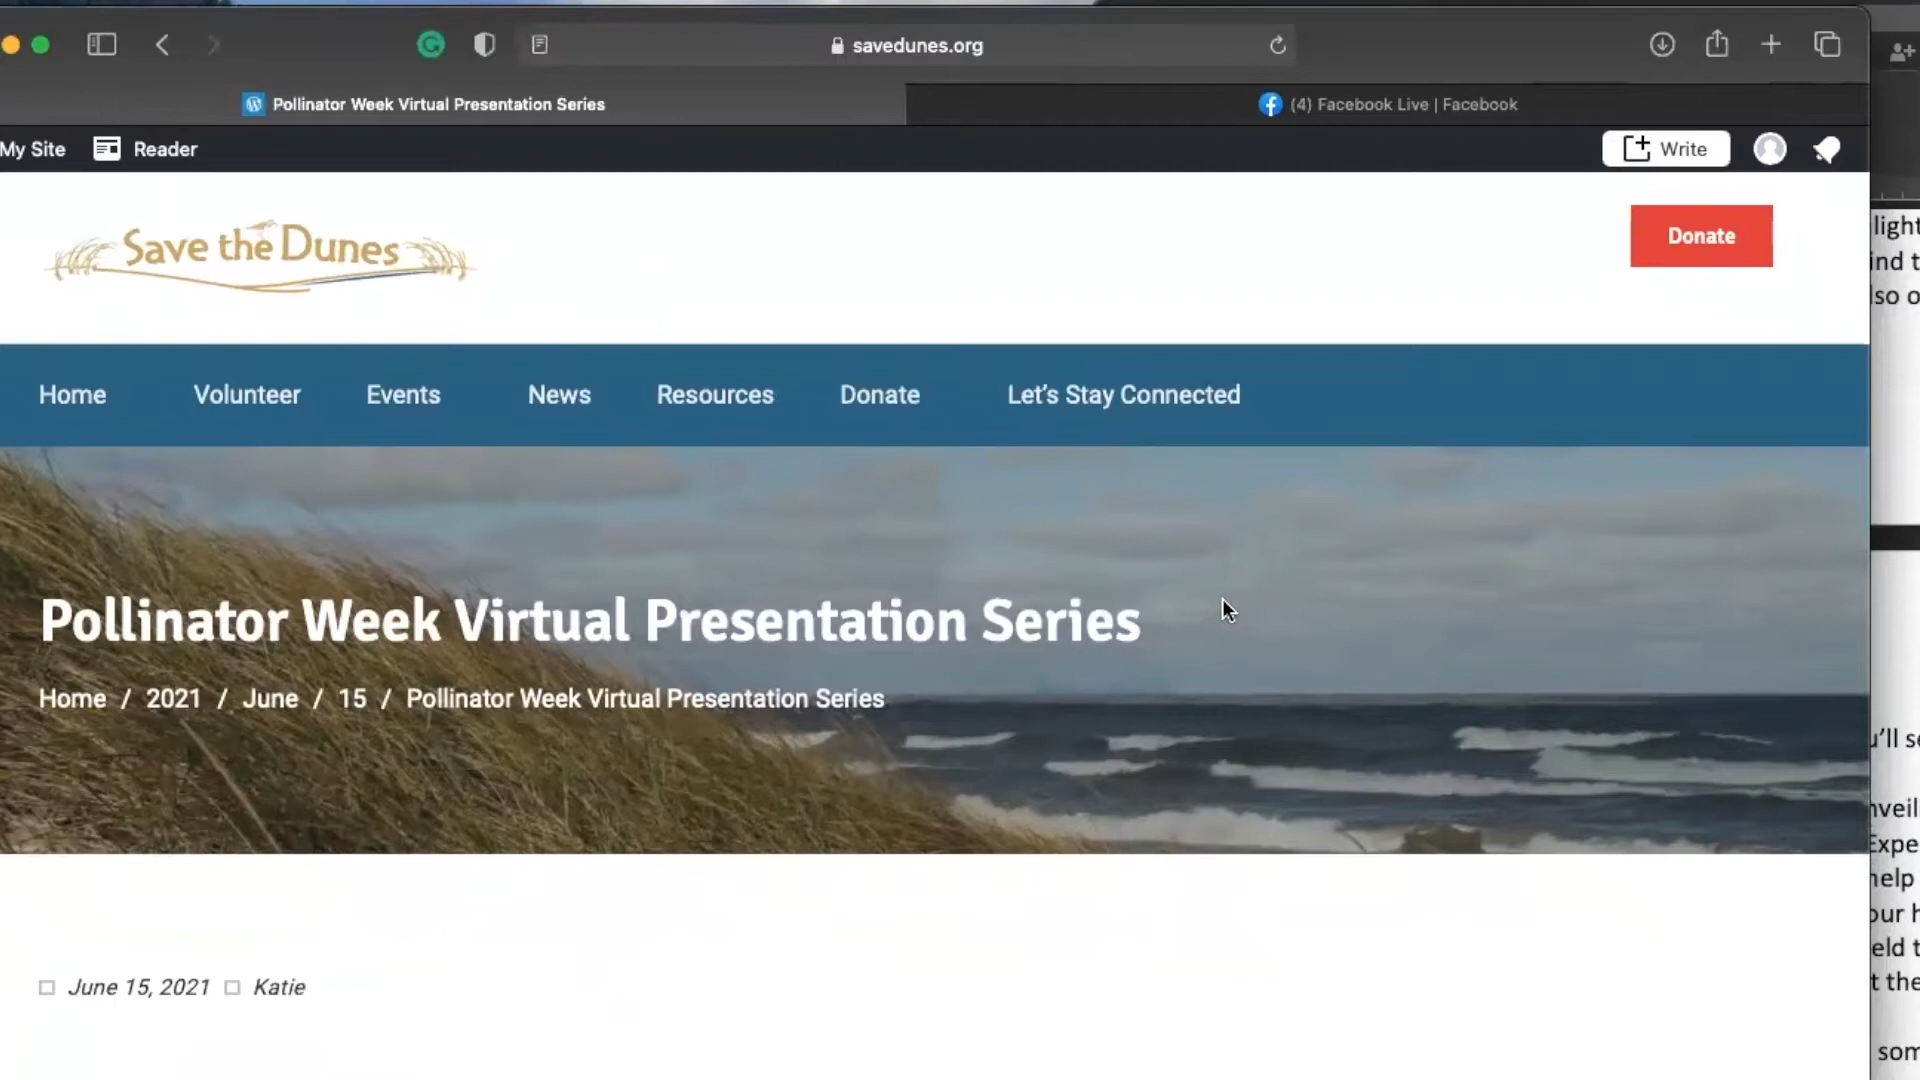 savedunes.org
Pollinator Week Virtual Presentation Series
(4) Facebook Live | Facebook
My Site
Reader
Write
Save the Dunes
Donate
Home
Volunteer
Events
News
Resources
Donate
Let's Stay Connected
Pollinator Week Virtual Presentation Series
Home / 2021 / June / 15 / Pollinator Week Virtual Presentation Series
June 15, 2021
Katie
light
help